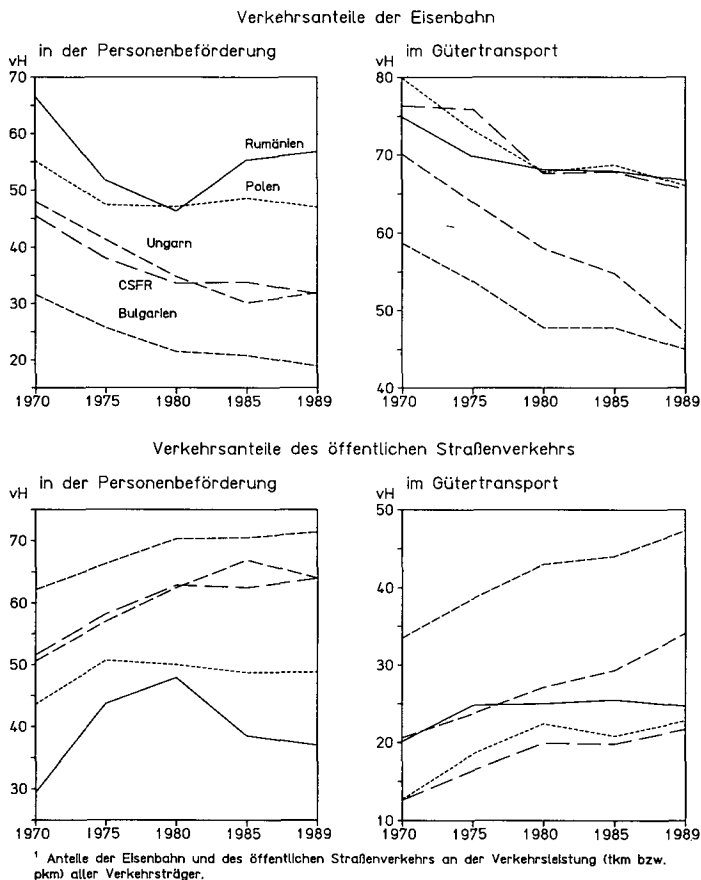 Verkehrsanteile der Eisenbahn
vH in der Personenbeförderung
70
60
50
40
30
20
1970 1975 1980 1985 1989
Rumänien
Polen
Ungarn
CSFR
Bulgarien
vH im Gütertransport
80
70
60
50
40
1970 1975 1980 1985 1989
Verkehrsanteile des öffentlichen Straßenverkehrs
vH in der Personenbeförderung
70
60
50
40
30
1970 1975 1980 1985 1989
vH im Gütertransport
50
40
30
20
10
1970 1975 1980 1985 1989
¹ Anteile der Eisenbahn und des öffentlichen Straßenverkehrs an der Verkehrsleistung (tkm bzw.
pkm) aller Verkehrsträger.